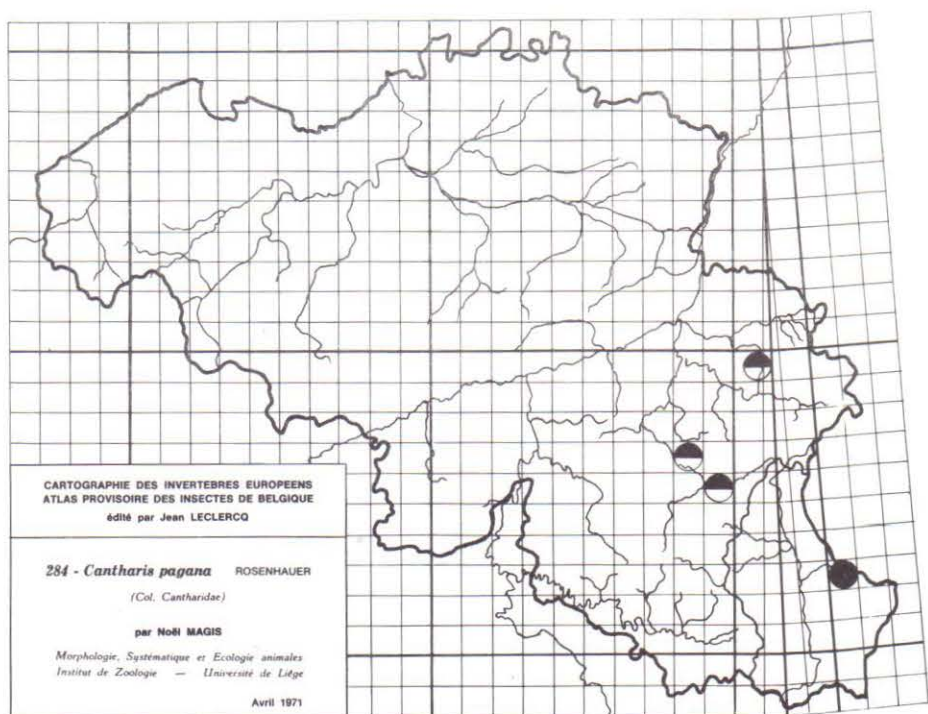 CARTOGRAPHIE DES INVERTEBRES EUROPEENS
ATLAS PROVISOIRE DES INSECTES DE BELGIQUE
édité par Jean LECLERCQ
284 - Cantharis pagana ROSENHAUER
(Col. Cantharidae)
par Noël MAGIS
Morphologie, Systématique et Ecologie animales
Institut de Zoologie — Université de Liège
Avril 1971